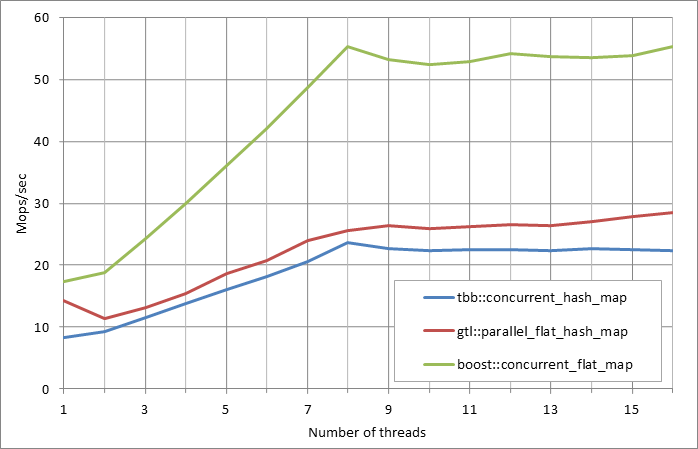 60
50
40
30
20
10
0
Mops/sec
tbb::concurrent_hash_map
gtl::parallel_flat_hash_map
boost::concurrent_flat_map
1 3 5 7 9 11 13 15
Number of threads